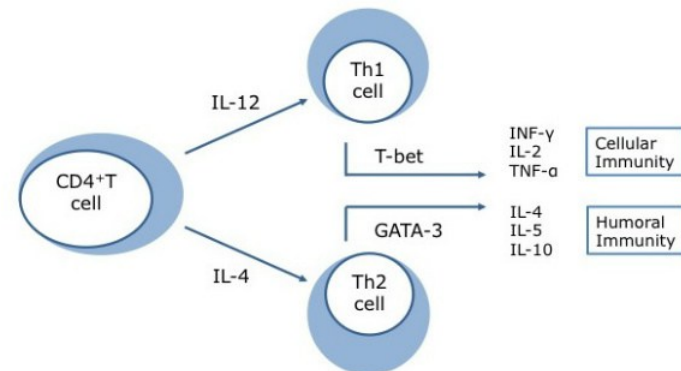 Th1
cell
IL-12
CD4⁺T
cell
T-bet
INF-γ
IL-2
TNF-α
Cellular
Immunity
GATA-3
IL-4
IL-5
IL-10
Humoral
Immunity
IL-4
Th2
cell